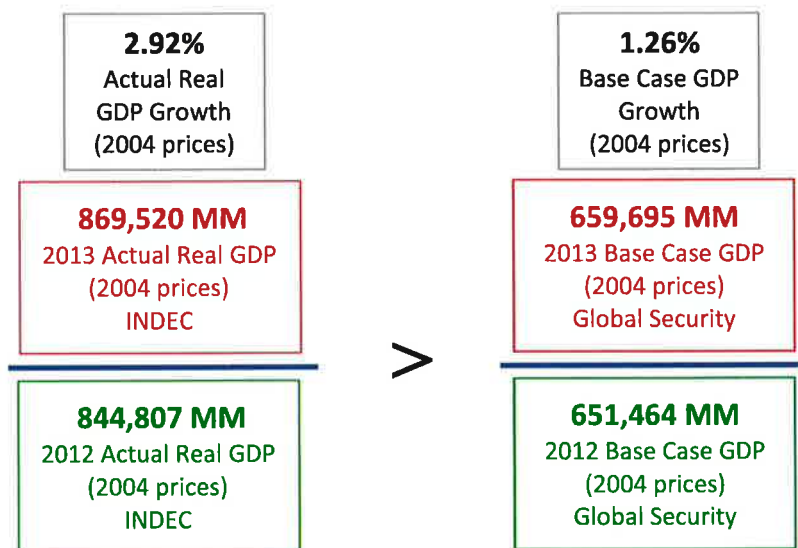 2.92%
Actual Real
GDP Growth
(2004 prices)
869,520 MM
2013 Actual Real GDP
(2004 prices)
INDEC
844,807 MM
2012 Actual Real GDP
(2004 prices)
INDEC
>
1.26%
Base Case GDP
Growth
(2004 prices)
659,695 MM
2013 Base Case GDP
(2004 prices)
Global Security
651,464 MM
2012 Base Case GDP
(2004 prices)
Global Security